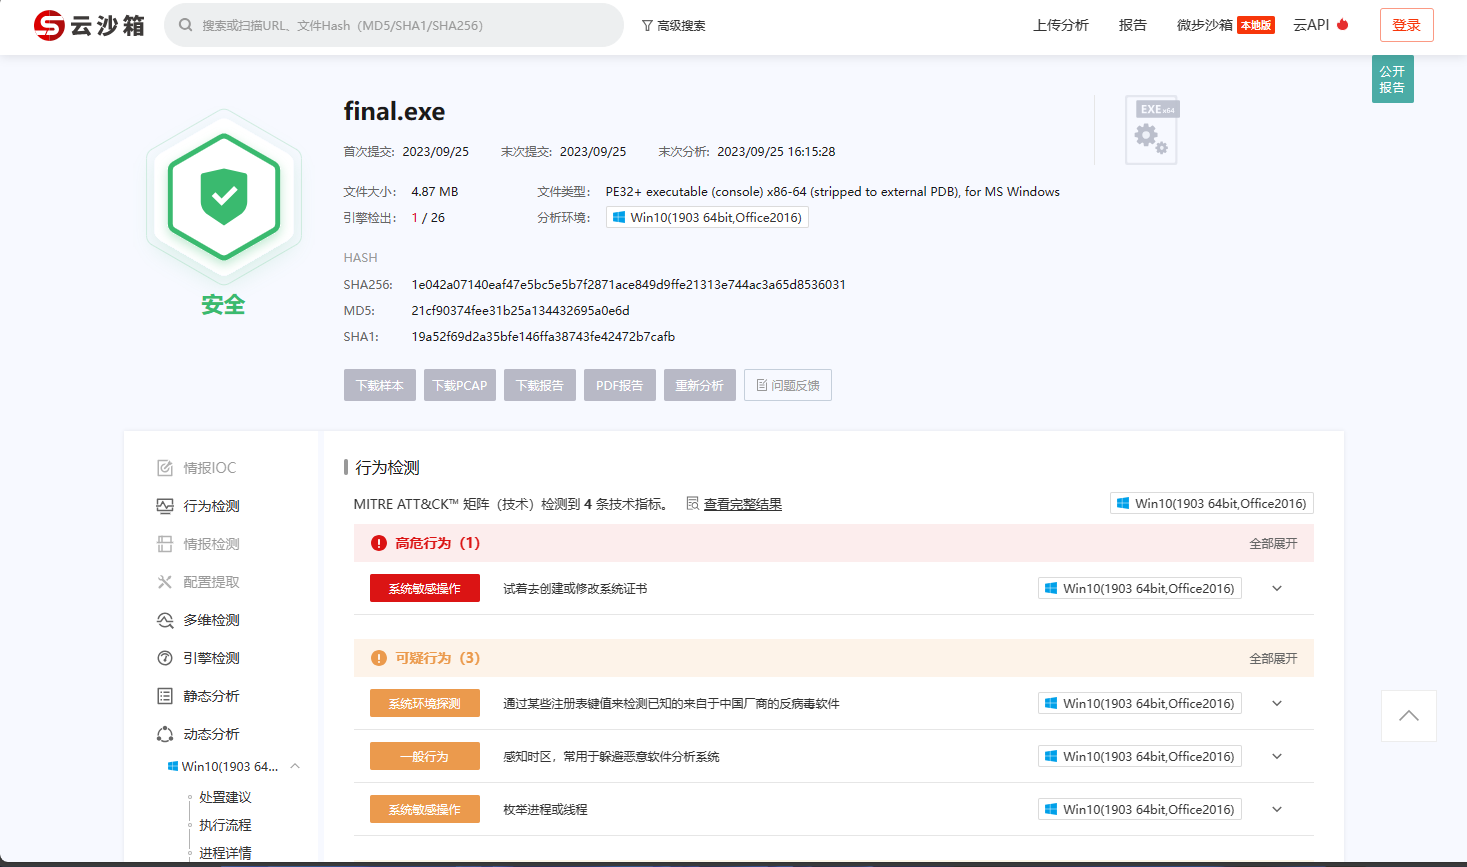 云沙箱
搜索或扫描URL、文件Hash（MD5/SHA1/SHA256)
高级搜索
上传分析
报告
微步沙箱 本地版
云API
登录
公开
报告
final.exe
首次提交: 2023/09/25 末次提交: 2023/09/25 末次分析: 2023/09/25 16:15:28
EXE x64
文件大小: 4.87 MB 文件类型: PE32+ executable (console) x86-64 (stripped to external PDB), for MS Windows
引擎检出: 1 / 26 分析环境: Win10(1903 64bit,Office2016)
安全
HASH
SHA256: 1e042a07140eaf47e5bc5e5b7f2871ace849d9ffe21313e744ac3a65d8536031
MD5: 21cf90374fee31b25a134432695a0e6d
SHA1: 19a52f69d2a35bfe146ffa38743fe42472b7cafb
下载样本 下载PCAP 下载报告 PDF报告 重新分析 问题反馈
情报IOC
行为检测
情报检测
配置提取
多维检测
引擎检测
静态分析
动态分析
Win10(1903 64...
处置建议
执行流程
进程详情
行为检测
MITRE ATT&CK™ 矩阵（技术）检测到 4 条技术指标。 查看完整结果 Win10(1903 64bit,Office2016)
高危行为（1） 全部展开
系统敏感操作 试着去创建或修改系统证书 Win10(1903 64bit,Office2016)
可疑行为（3） 全部展开
系统环境探测 通过某些注册表键值来检测已知的来自于中国厂商的反病毒软件 Win10(1903 64bit,Office2016)
一般行为 感知时区，常用于躲避恶意软件分析系统 Win10(1903 64bit,Office2016)
系统敏感操作 枚举进程或线程 Win10(1903 64bit,Office2016)